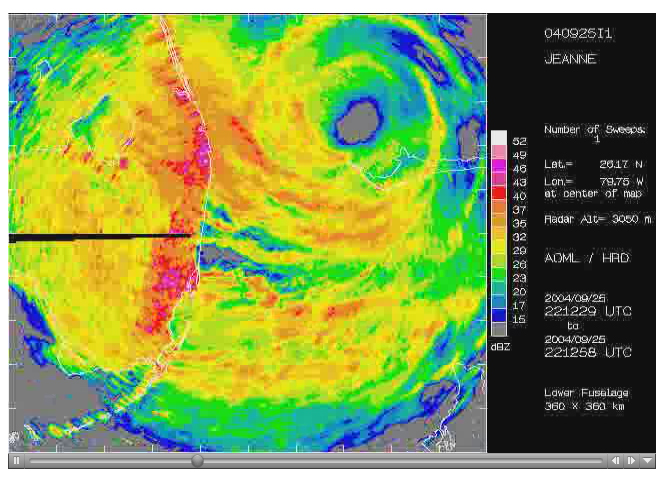 040925I1
JEANNE
Number of Sweeps:
1
Lat.= 26.17 N
Lon.= 79.75 W
at center of map
Radar Alt= 3050 m
AOML / HRD
2004/09/25
221229 UTC
to
2004/09/25
221258 UTC
Lower Fuselage
360 X 360 km
52
49
46
43
40
37
35
32
29
26
23
20
17
15
dBZ